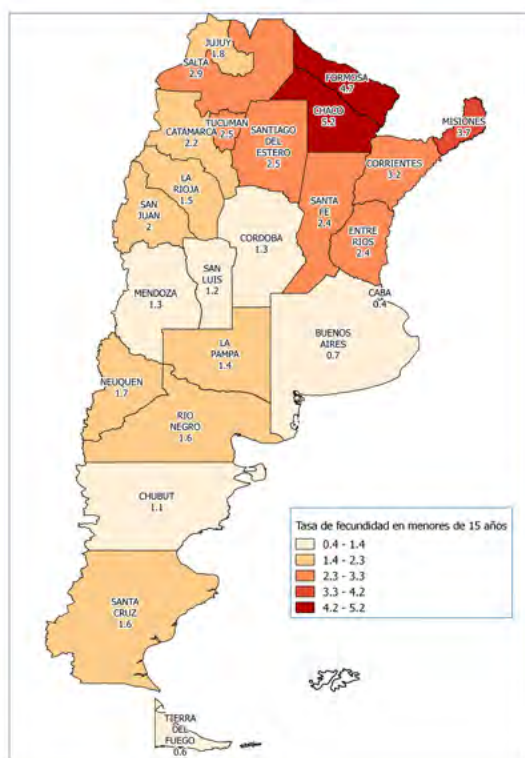 JUJUY
1.8
SALTA
2.9
FORMOSA
4.7
CHACO
5.2
MISIONES
3.7
TUCUMAN
2.5
CATAMARCA
2.2
SANTIAGO
DEL
ESTERO
2.5
CORRIENTES
3.2
LA
RIOJA
1.5
SANTA
FE
2.4
SAN
JUAN
2
ENTRE
RIOS
2.4
CORDOBA
1.3
SAN
LUIS
1.2
MENDOZA
1.3
CABA
0.4
BUENOS
AIRES
0.7
LA
PAMPA
1.4
NEUQUEN
1.7
RIO
NEGRO
1.6
CHUBUT
1.1
Tasa de fecundidad en menores de 15 años
0.4 - 1.4
1.4 - 2.3
2.3 - 3.3
3.3 - 4.2
4.2 - 5.2
SANTA
CRUZ
1.6
TIERRA
DEL
FUEGO
0.6